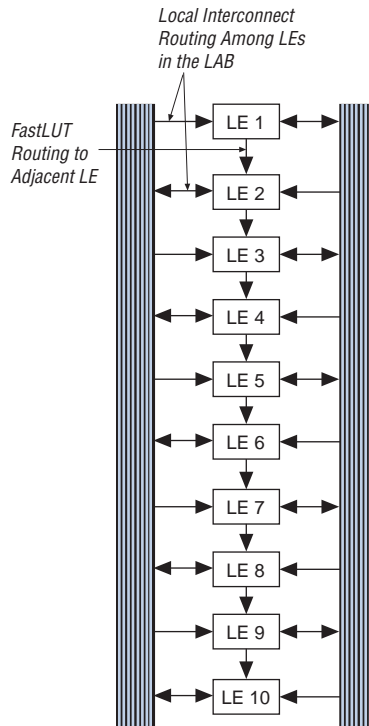 Local Interconnect
Routing Among LEs
in the LAB
FastLUT
Routing to
Adjacent LE
LE 1
LE 2
LE 3
LE 4
LE 5
LE 6
LE 7
LE 8
LE 9
LE 10